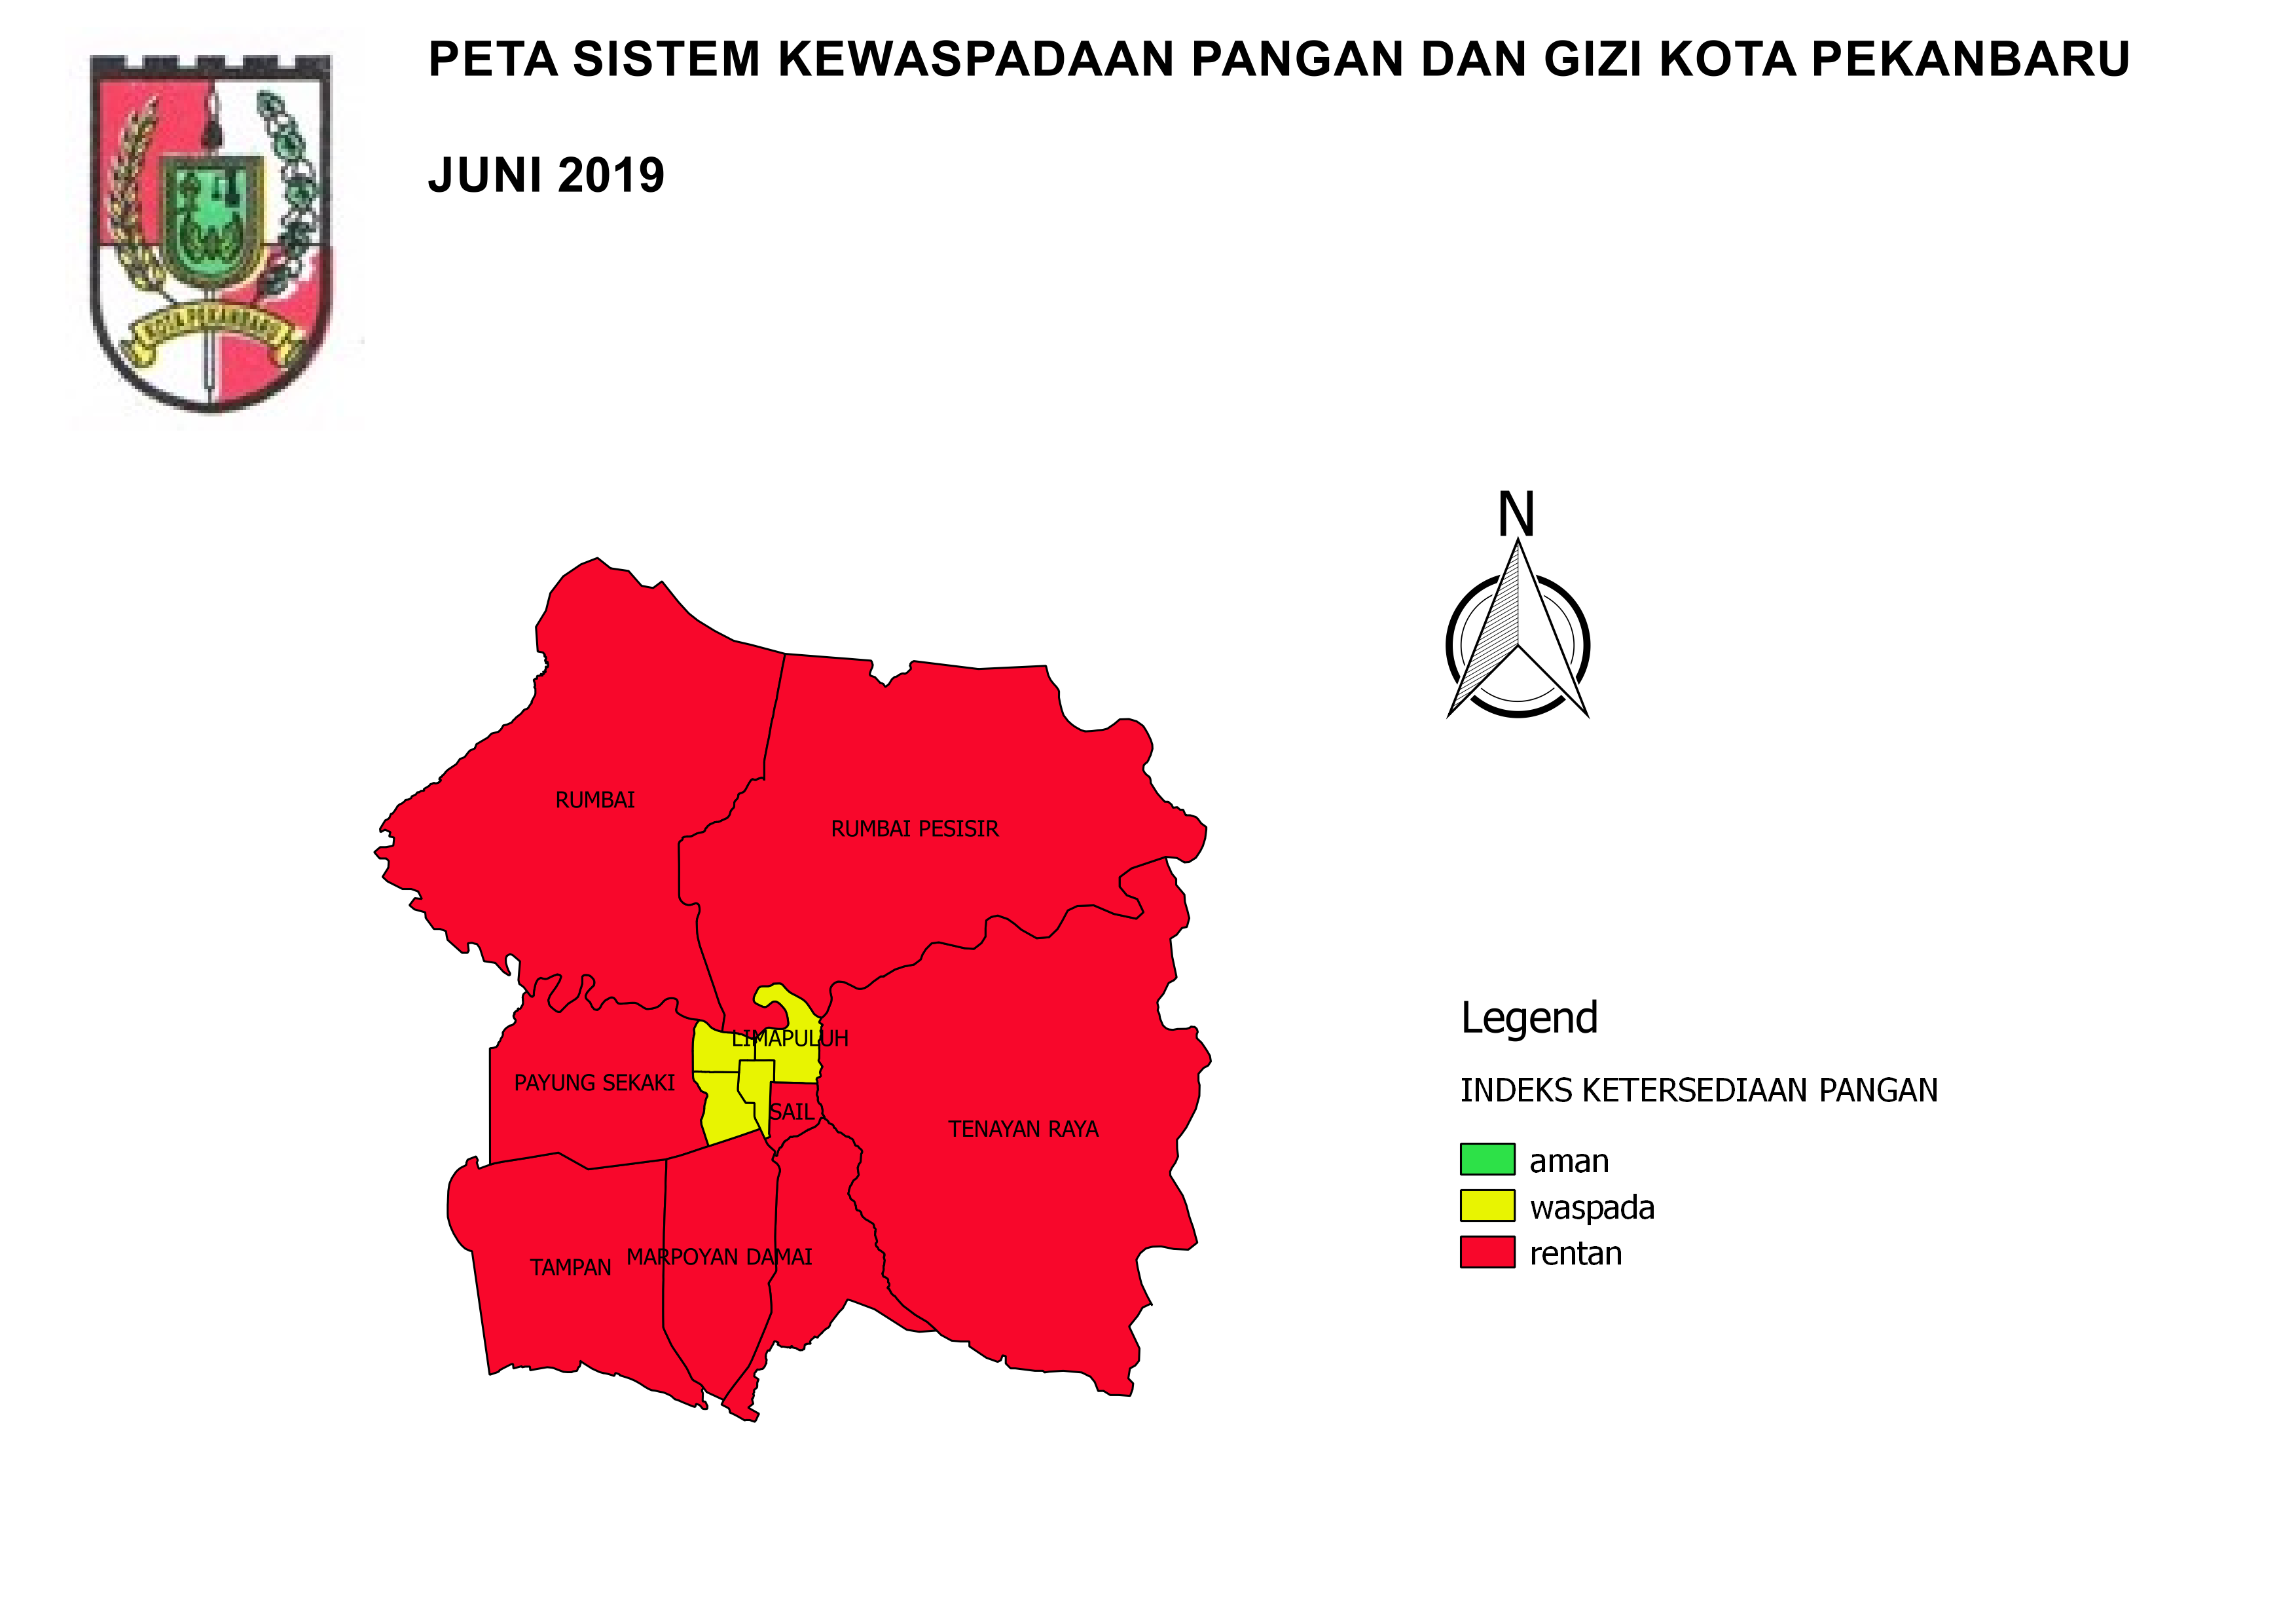 PETA SISTEM KEWASPADAAN PANGAN DAN GIZI KOTA PEKANBARU
JUNI 2019
KOTA PEKANBARU
N
RUMBAI
RUMBAI PESISIR
LIMAPULUH
PAYUNG SEKAKI
SAIL
TENAYAN RAYA
MARPOYAN DAMAI
TAMPAN
Legend
INDEKS KETERSEDIAAN PANGAN
aman
waspada
rentan